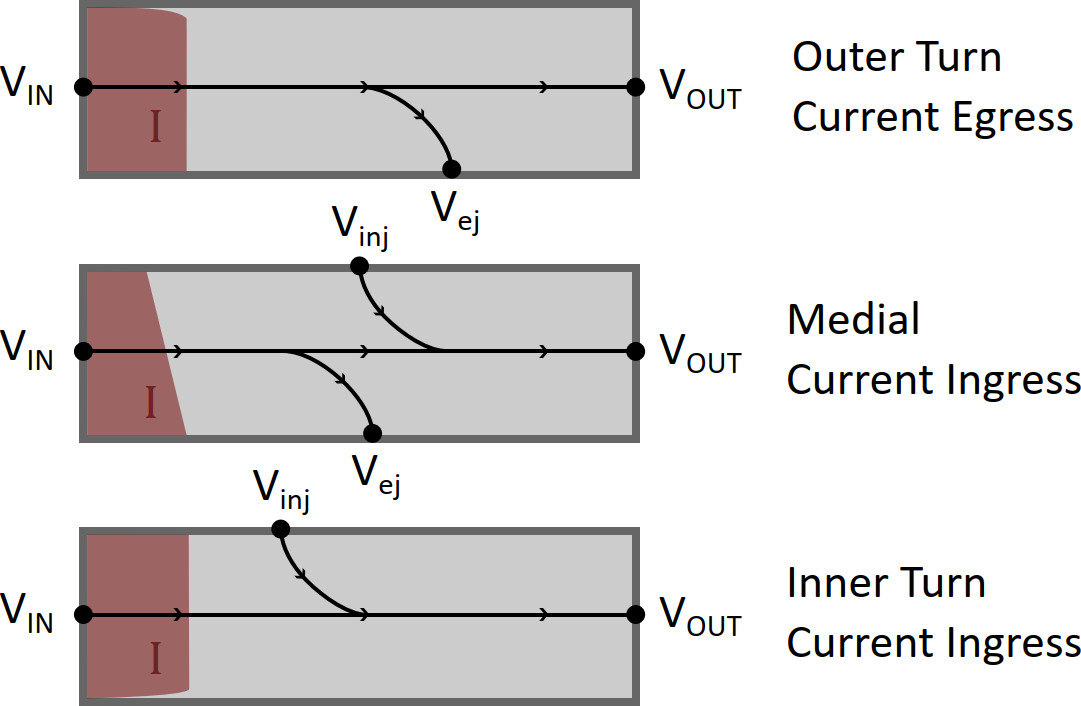 V_IN
I
V_OUT
V_ej
Outer Turn
Current Egress
V_inj
V_IN
I
V_OUT
V_ej
Medial
Current Ingress
V_inj
V_IN
I
V_OUT
Inner Turn
Current Ingress